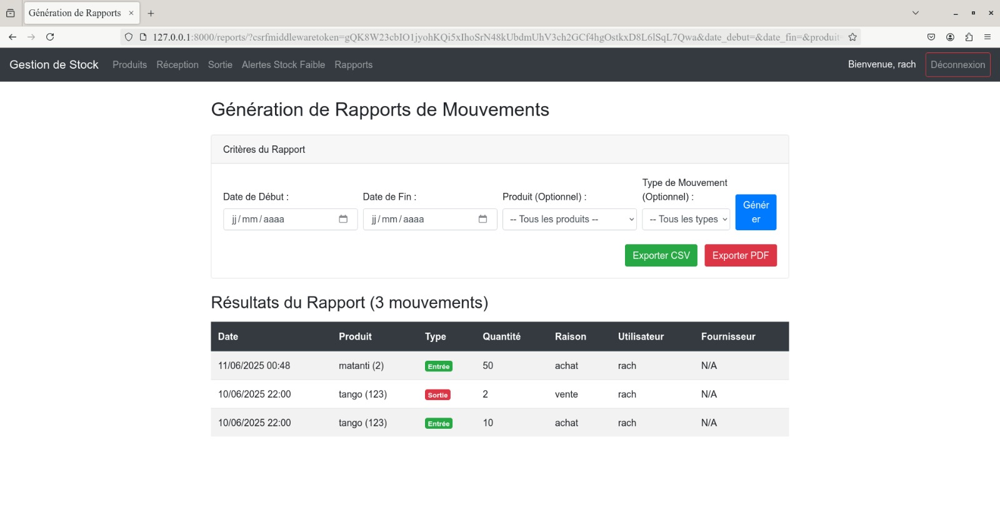 Génération de Rapports
127.0.0.1:8000/reports/?csrfmiddlewaretoken=gQK8W23cbIO1jyohKQi5xIhoSrN48kUbdmUhV3ch2GCf4hgOstkxD8L6lSqL7Qwa&date_debut=&date_fin=&produit=
Gestion de Stock Produits Réception Sortie Alertes Stock Faible Rapports Bienvenue, rach Déconnexion
Génération de Rapports de Mouvements
Critères du Rapport
Date de Début :
jj/mm/aaaa
Date de Fin :
jj/mm/aaaa
Produit (Optionnel) :
-- Tous les produits --
Type de Mouvement
(Optionnel) :
-- Tous les types
Génér
er
Exporter CSV Exporter PDF
Résultats du Rapport (3 mouvements)
Date Produit Type Quantité Raison Utilisateur Fournisseur
11/06/2025 00:48 matanti (2) Entrée 50 achat rach N/A
10/06/2025 22:00 tango (123) Sortie 2 vente rach N/A
10/06/2025 22:00 tango (123) Entrée 10 achat rach N/A